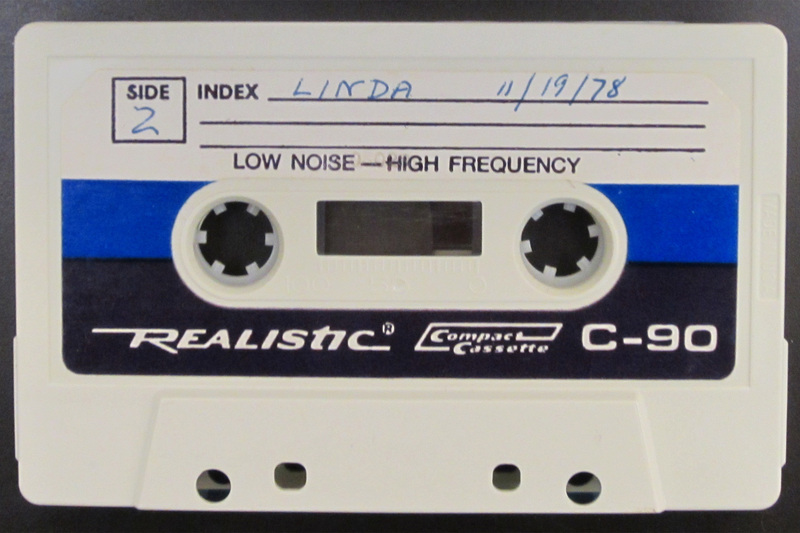 SIDE INDEX LINDA 11/19/78
2
LOW NOISE — HIGH FREQUENCY
REALISTIC® Compact Cassette C-90